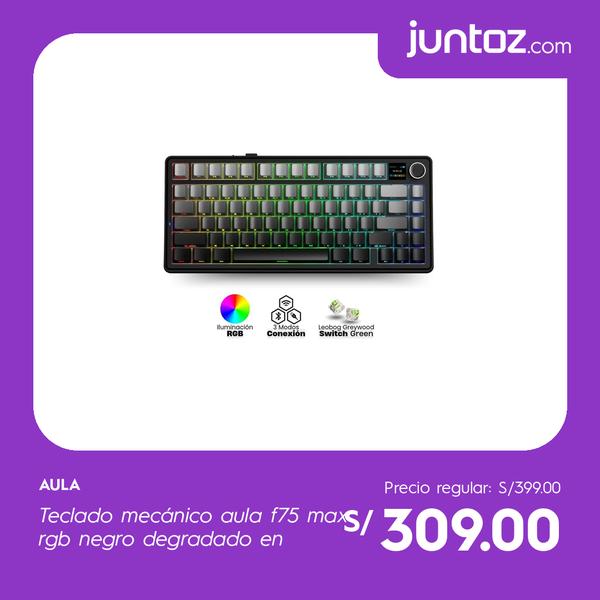 juntoz.com
Iluminación
RGB
3 Modos
Conexión
Leobog Greywood
Switch Green
AULA
Teclado mecánico aula f75 max
rgb negro degradado en
Precio regular: S/399.00
S/ 309.00